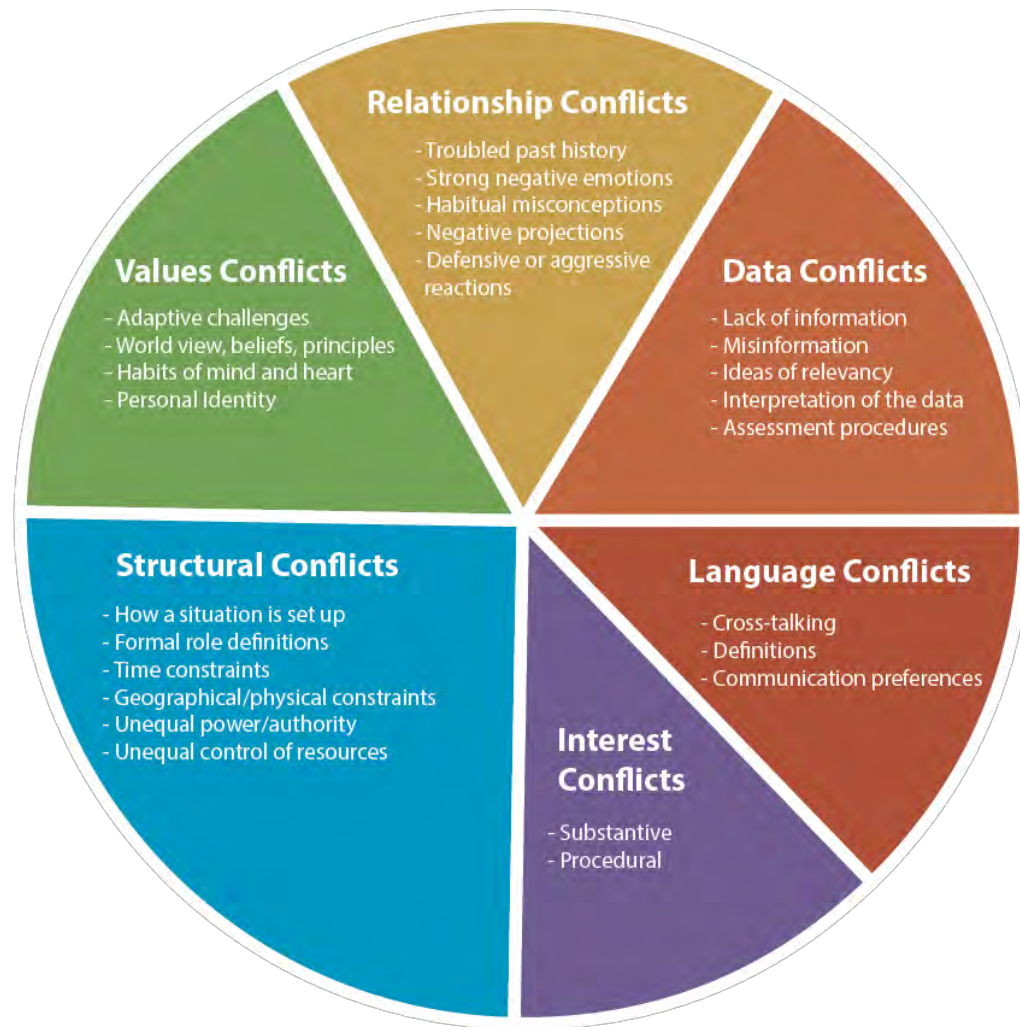 Relationship Conflicts
- Troubled past history
- Strong negative emotions
- Habitual misconceptions
- Negative projections
- Defensive or aggressive
reactions
Data Conflicts
- Lack of information
- Misinformation
- Ideas of relevancy
- Interpretation of the data
- Assessment procedures
Language Conflicts
- Cross-talking
- Definitions
- Communication preferences
Interest
Conflicts
- Substantive
- Procedural
Structural Conflicts
- How a situation is set up
- Formal role definitions
- Time constraints
- Geographical/physical constraints
- Unequal power/authority
- Unequal control of resources
Values Conflicts
- Adaptive challenges
- World view, beliefs, principles
- Habits of mind and heart
- Personal Identity